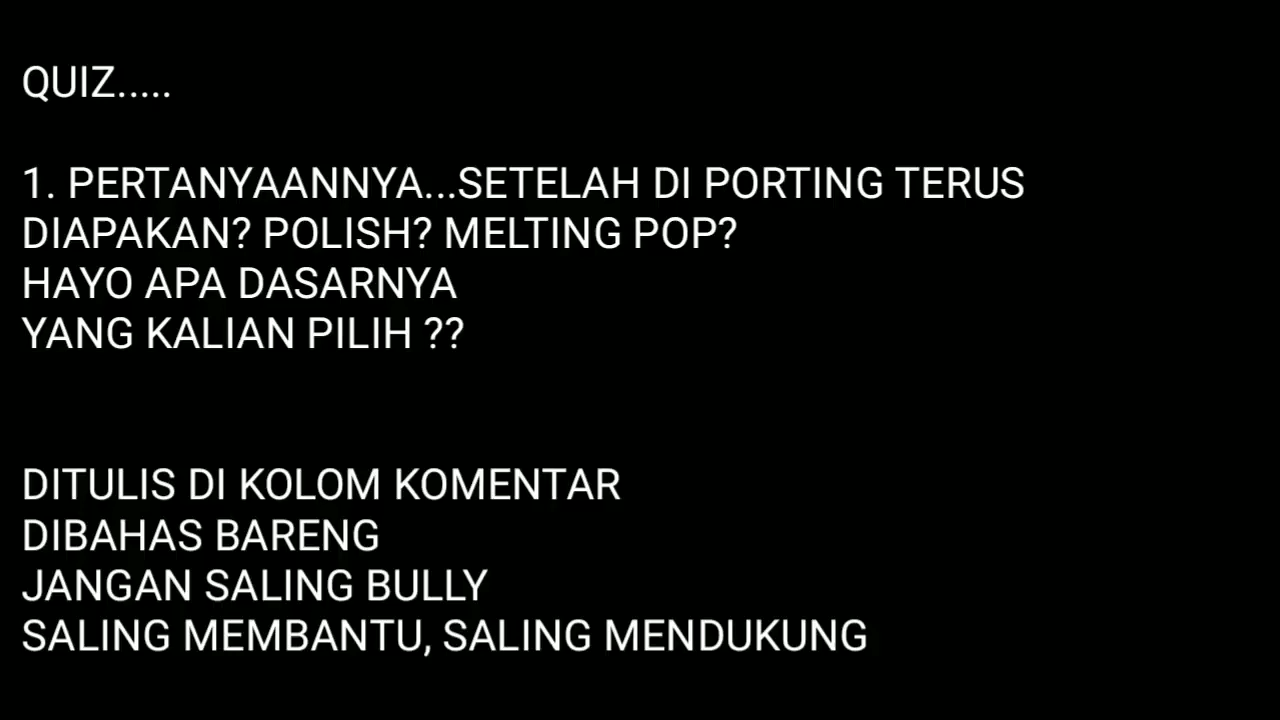 QUIZ.....
1. PERTANYAANNYA...SETELAH DI PORTING TERUS
DIAPAKAN? POLISH? MELTING POP?
HAYO APA DASARNYA
YANG KALIAN PILIH ??
DITULIS DI KOLOM KOMENTAR
DIBAHAS BARENG
JANGAN SALING BULLY
SALING MEMBANTU, SALING MENDUKUNG